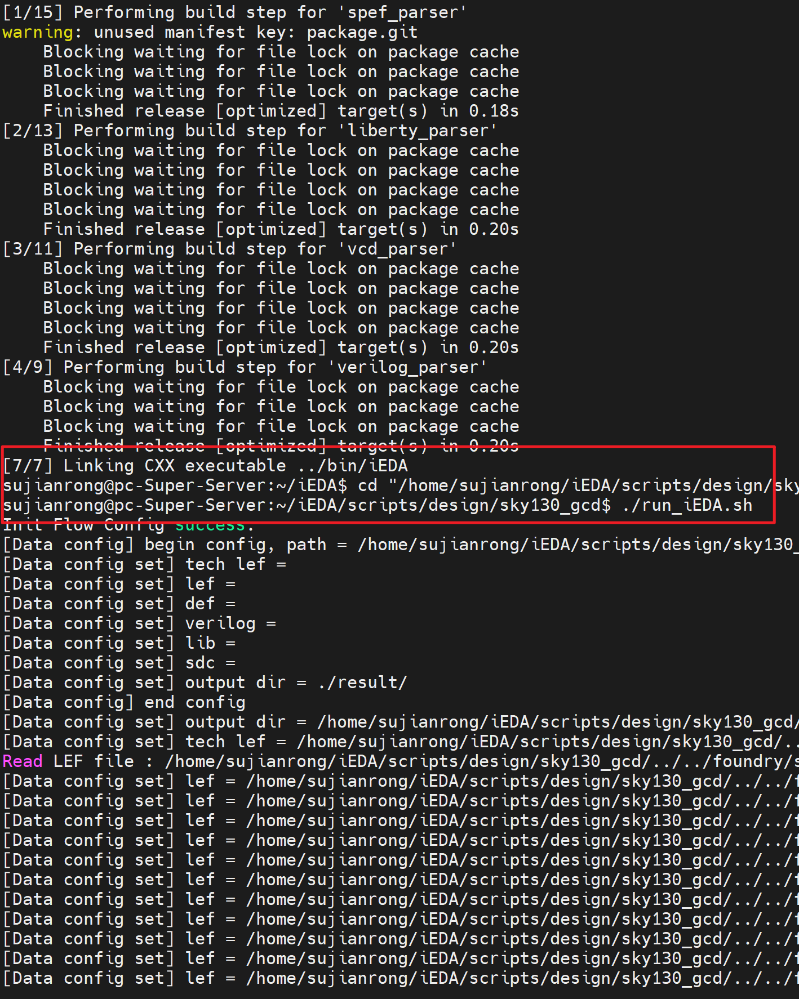 [1/15] Performing build step for 'spef_parser'
warning: unused manifest key: package.git
    Blocking waiting for file lock on package cache
    Blocking waiting for file lock on package cache
    Blocking waiting for file lock on package cache
    Finished release [optimized] target(s) in 0.18s
[2/13] Performing build step for 'liberty_parser'
    Blocking waiting for file lock on package cache
    Blocking waiting for file lock on package cache
    Blocking waiting for file lock on package cache
    Blocking waiting for file lock on package cache
    Finished release [optimized] target(s) in 0.20s
[3/11] Performing build step for 'vcd_parser'
    Blocking waiting for file lock on package cache
    Blocking waiting for file lock on package cache
    Blocking waiting for file lock on package cache
    Blocking waiting for file lock on package cache
    Finished release [optimized] target(s) in 0.20s
[4/9] Performing build step for 'verilog_parser'
    Blocking waiting for file lock on package cache
    Blocking waiting for file lock on package cache
    Blocking waiting for file lock on package cache
    Finished release [optimized] target(s) in 0.20s
[7/7] Linking CXX executable ../bin/iEDA
sujianrong@pc-Super-Server:~/iEDA$ cd "/home/sujianrong/iEDA/scripts/design/sky
sujianrong@pc-Super-Server:~/iEDA/scripts/design/sky130_gcd$ ./run_iEDA.sh
Init Flow Config success.
[Data config] begin config, path = /home/sujianrong/iEDA/scripts/design/sky130_
[Data config set] tech lef =
[Data config set] lef =
[Data config set] def =
[Data config set] verilog =
[Data config set] lib =
[Data config set] sdc =
[Data config set] output dir = ./result/
[Data config] end config
[Data config set] output dir = /home/sujianrong/iEDA/scripts/design/sky130_gcd/
[Data config set] tech lef = /home/sujianrong/iEDA/scripts/design/sky130_gcd/..
Read LEF file : /home/sujianrong/iEDA/scripts/design/sky130_gcd/../../foundry/s
[Data config set] lef = /home/sujianrong/iEDA/scripts/design/sky130_gcd/../../f
[Data config set] lef = /home/sujianrong/iEDA/scripts/design/sky130_gcd/../../f
[Data config set] lef = /home/sujianrong/iEDA/scripts/design/sky130_gcd/../../f
[Data config set] lef = /home/sujianrong/iEDA/scripts/design/sky130_gcd/../../f
[Data config set] lef = /home/sujianrong/iEDA/scripts/design/sky130_gcd/../../f
[Data config set] lef = /home/sujianrong/iEDA/scripts/design/sky130_gcd/../../f
[Data config set] lef = /home/sujianrong/iEDA/scripts/design/sky130_gcd/../../f
[Data config set] lef = /home/sujianrong/iEDA/scripts/design/sky130_gcd/../../f
[Data config set] lef = /home/sujianrong/iEDA/scripts/design/sky130_gcd/../../f
[Data config set] lef = /home/sujianrong/iEDA/scripts/design/sky130_gcd/../../f
[Data config set] lef = /home/sujianrong/iEDA/scripts/design/sky130_gcd/../../f